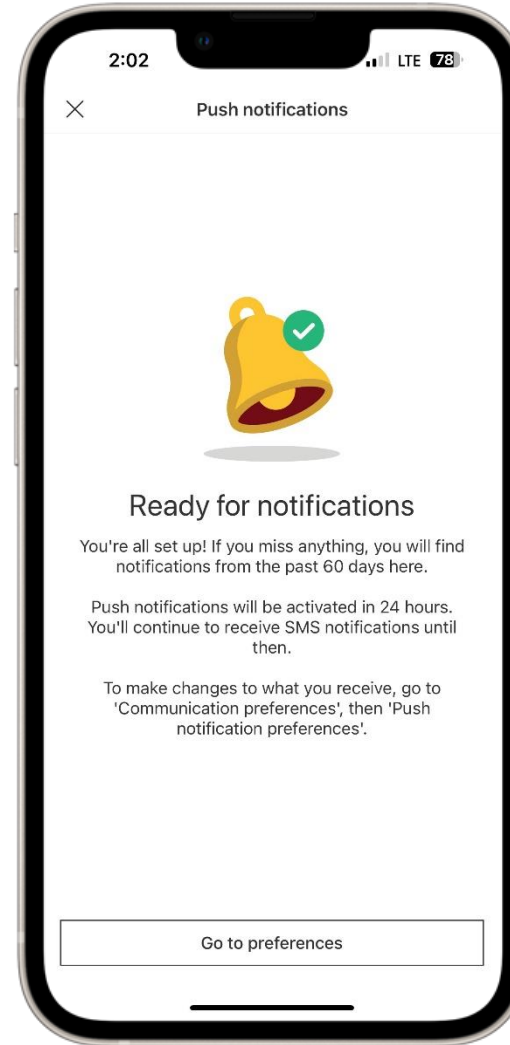 2:02
LTE 78
Push notifications
Ready for notifications
You're all set up! If you miss anything, you will find
notifications from the past 60 days here.
Push notifications will be activated in 24 hours.
You'll continue to receive SMS notifications until
then.
To make changes to what you receive, go to
'Communication preferences', then 'Push
notification preferences'.
Go to preferences